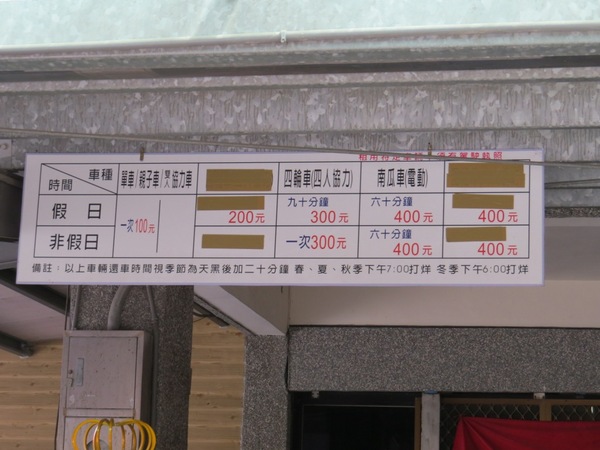 車種 單車/親子車/雙人協力車 四輪車(四人協力) 南瓜車(電動)
時間
假日 一次100元 200元 九十分鐘 300元 六十分鐘 400元 400元
非假日 一次300元 六十分鐘 400元 400元
備註：以上車輛還車時間視季節為天黑後加二十分鐘 春、夏、秋季下午7:00打烊 冬季下午6:00打烊